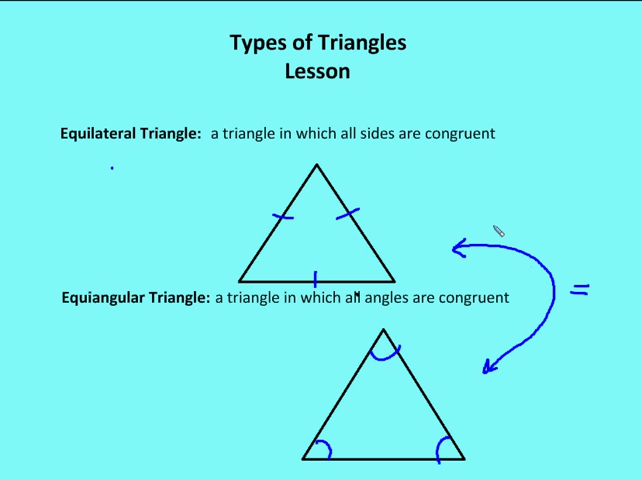 Types of Triangles
Lesson
Equilateral Triangle: a triangle in which all sides are congruent
Equiangular Triangle: a triangle in which all angles are congruent
=